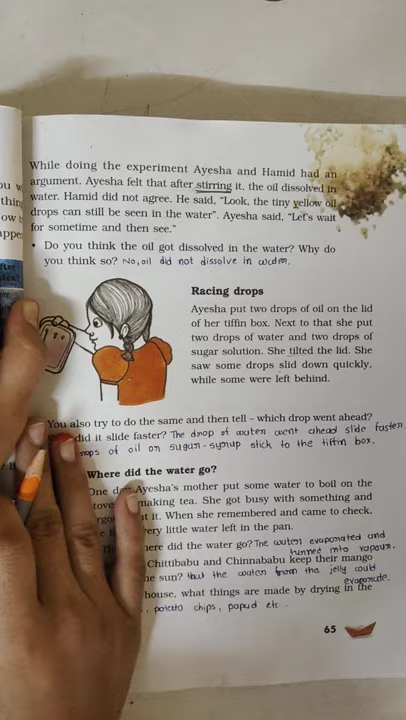 While doing the experiment Ayesha and Hamid had an
argument. Ayesha felt that after stirring it, the oil dissolved in
water. Hamid did not agree. He said, "Look, the tiny yellow oil
drops can still be seen in the water". Ayesha said, "Let's wait
for sometime and then see."
• Do you think the oil got dissolved in the water? Why do
you think so? No, oil did not dissolve in water.
Racing drops
Ayesha put two drops of oil on the lid
of her tiffin box. Next to that she put
two drops of water and two drops of
sugar solution. She tilted the lid. She
saw some drops slid down quickly,
while some were left behind.
You also try to do the same and then tell – which drop went ahead?
did it slide faster? The drop of water went ahead slide faster.
drops of oil on sugar-syrup stick to the tiffin box.
Where did the water go?
One day Ayesha's mother put some water to boil on the
making tea. She got busy with something and
it. When she remembered and came to check,
very little water left in the pan.
here did the water go? The water evaporated and
turned into vapour.
Chittibabu and Chinnababu keep their mango
he sun? that the water from the jelly could
evaporate.
house, what things are made by drying in the
, potato chips, papad etc...
65